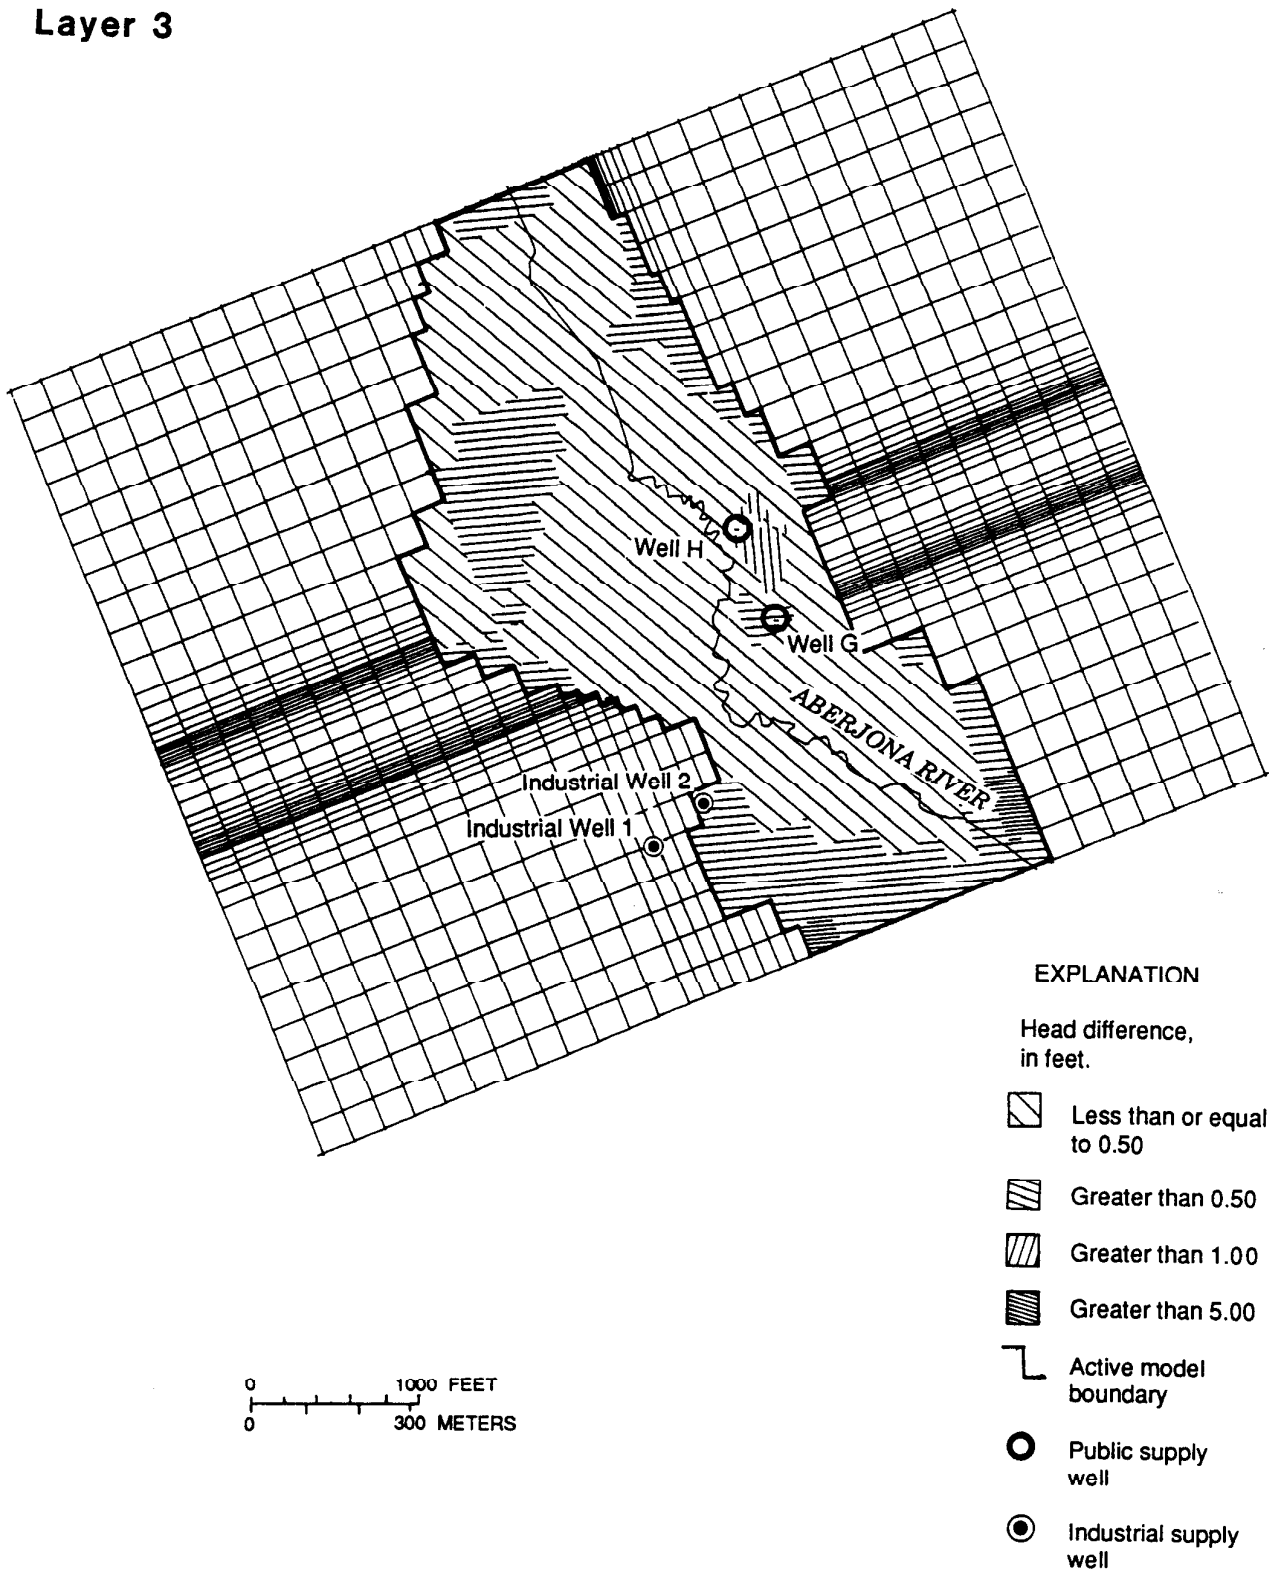 Layer 3
Well H
Well G
ABERJONA RIVER
Industrial Well 2
Industrial Well 1
EXPLANATION
Head difference,
in feet.
Less than or equal
to 0.50
Greater than 0.50
Greater than 1.00
Greater than 5.00
Active model
boundary
Public supply
well
Industrial supply
well
0 1000 FEET
0 300 METERS